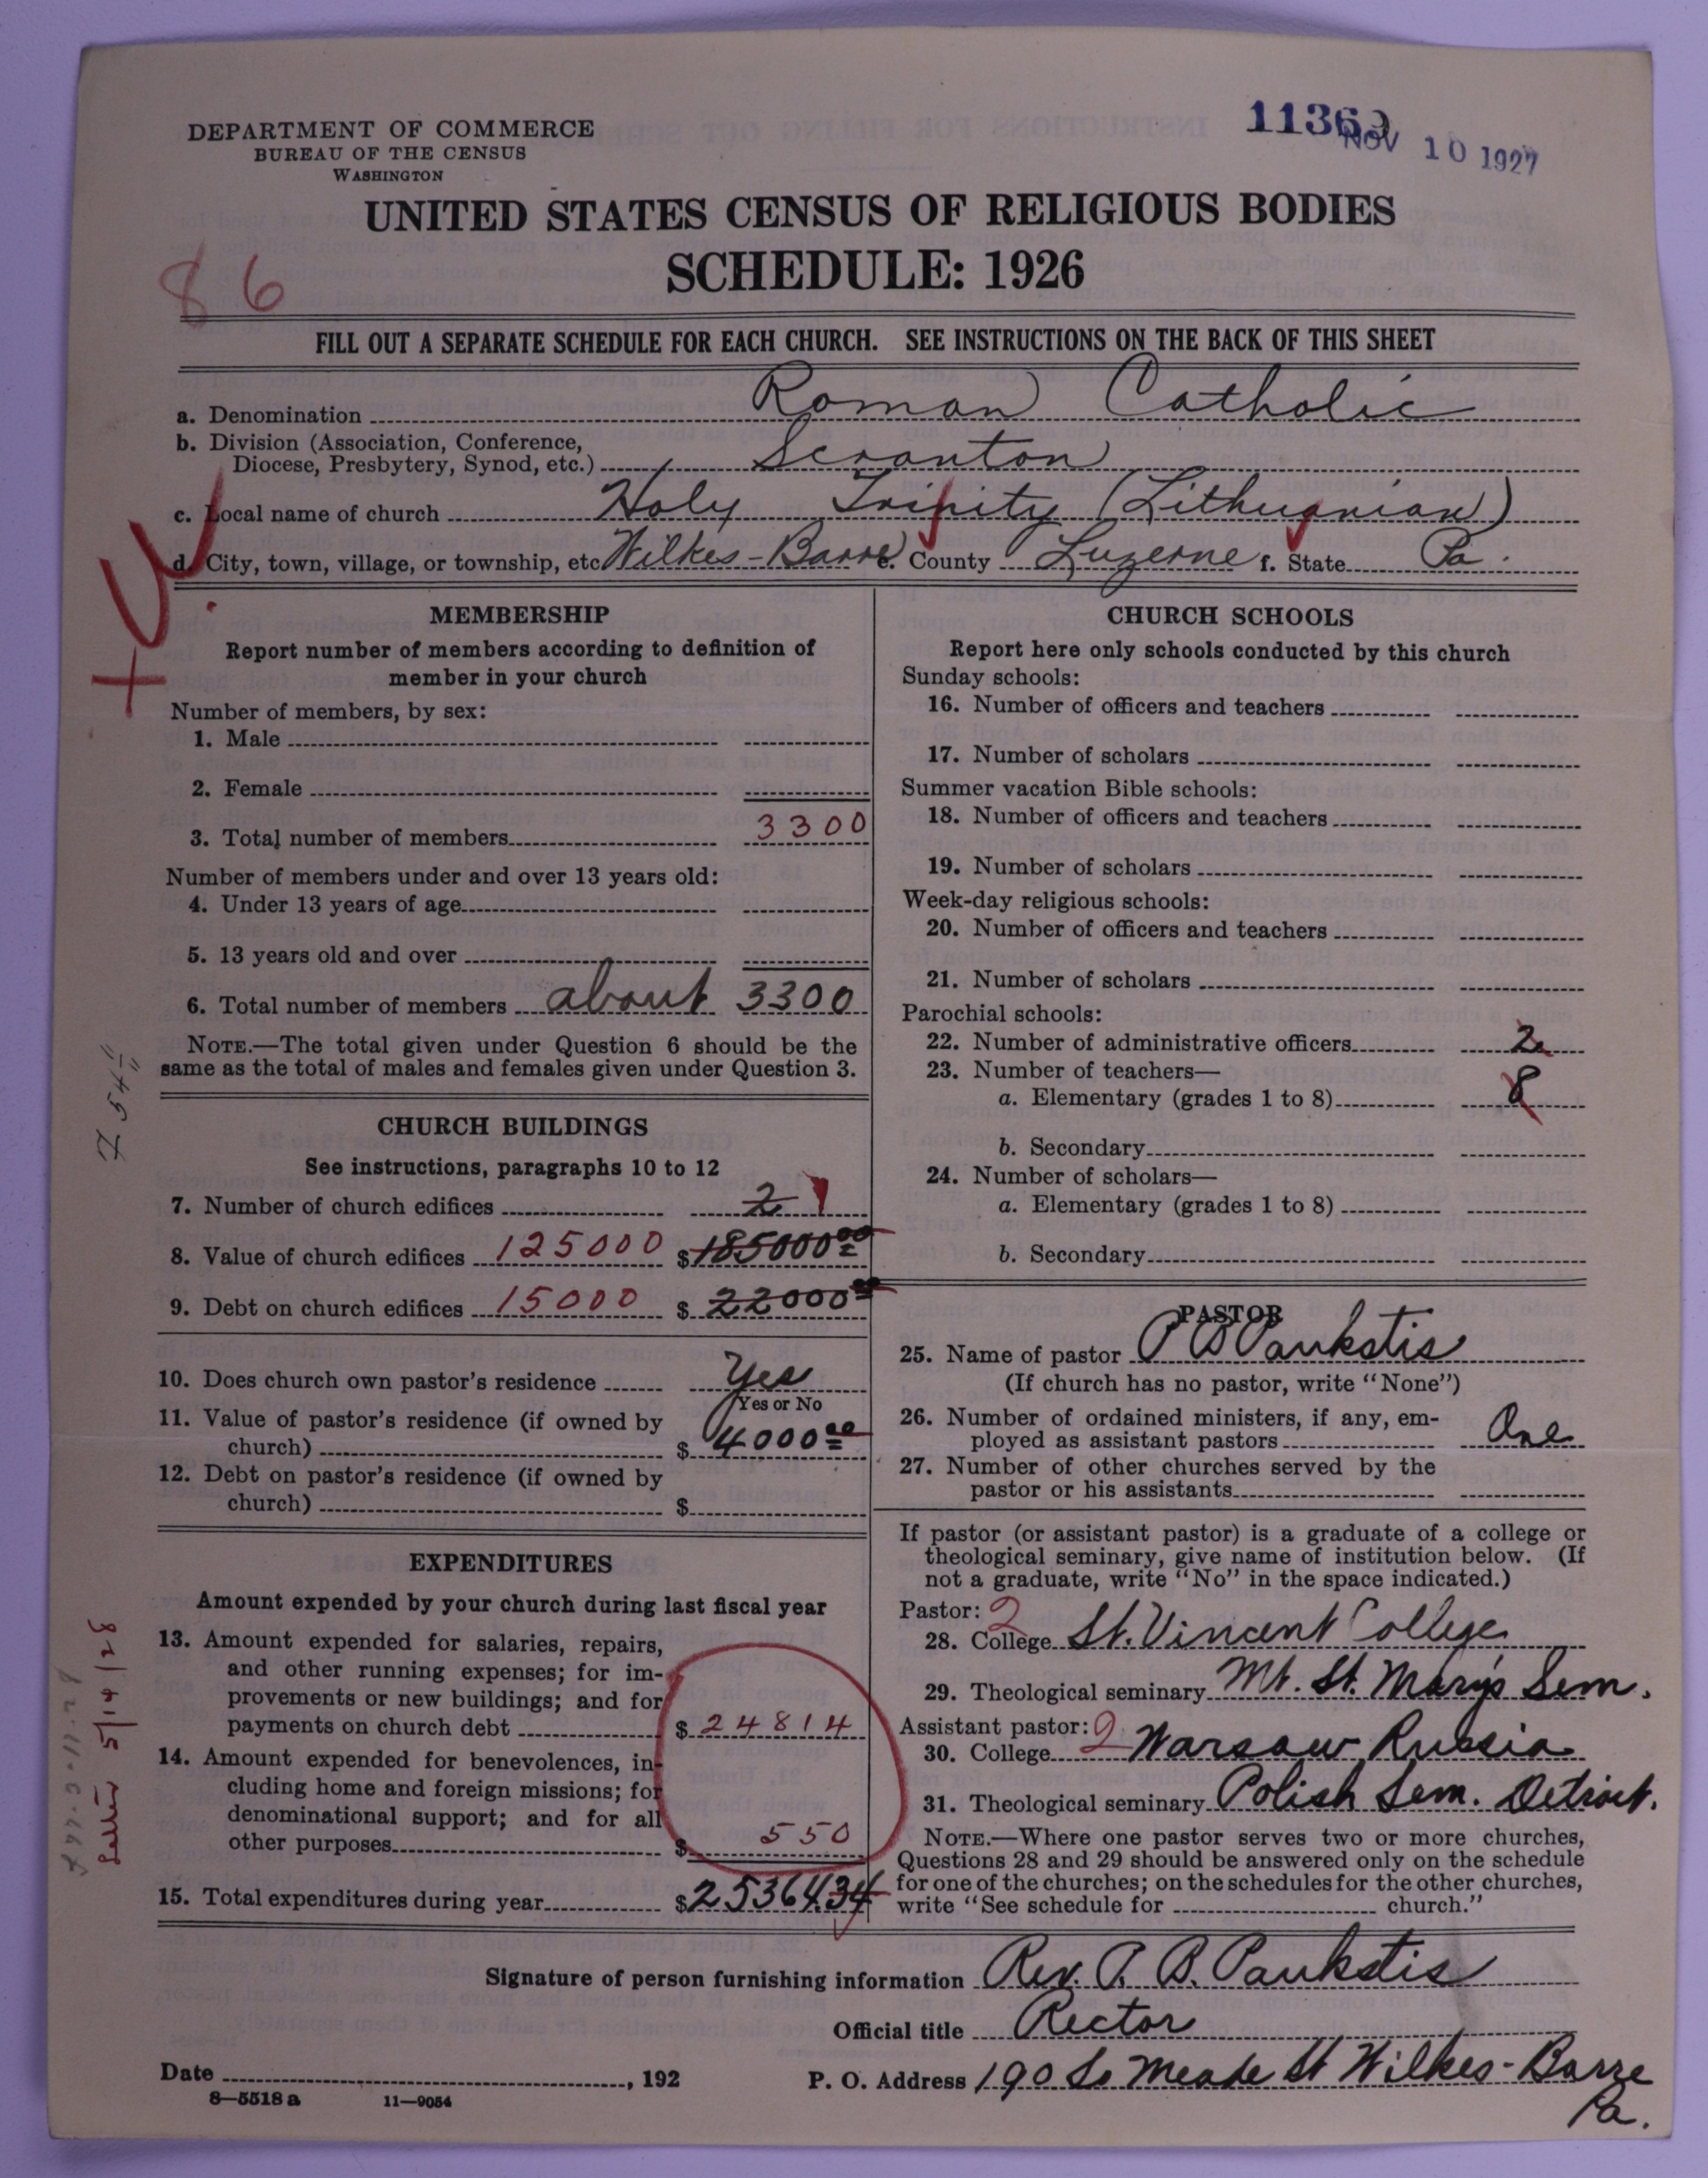 DEPARTMENT OF COMMERCE
BUREAU OF THE CENSUS
WASHINGTON
11369
NOV 10 1927
UNITED STATES CENSUS OF RELIGIOUS BODIES
SCHEDULE: 1926
86
FILL OUT A SEPARATE SCHEDULE FOR EACH CHURCH. SEE INSTRUCTIONS ON THE BACK OF THIS SHEET
a. Denomination Roman Catholic
b. Division (Association, Conference,
Diocese, Presbytery, Synod, etc.) Scranton
c. Local name of church Holy Trinity (Lithuanian)
d. City, town, village, or township, etc. Wilkes-Barre e. County Luzerne f. State Pa.
MEMBERSHIP
Report number of members according to definition of
member in your church
Number of members, by sex:
1. Male
2. Female
3. Total number of members 3300
Number of members under and over 13 years old:
4. Under 13 years of age
5. 13 years old and over
6. Total number of members about 3300
NOTE.—The total given under Question 6 should be the
same as the total of males and females given under Question 3.
CHURCH BUILDINGS
See instructions, paragraphs 10 to 12
7. Number of church edifices 2 1
8. Value of church edifices 125000 $185000 00
9. Debt on church edifices 15000 $22000 00
10. Does church own pastor's residence Yes
Yes or No
11. Value of pastor's residence (if owned by
church) $4000 00
12. Debt on pastor's residence (if owned by
church) $
EXPENDITURES
Amount expended by your church during last fiscal year
13. Amount expended for salaries, repairs,
and other running expenses; for im-
provements or new buildings; and for
payments on church debt $24814
14. Amount expended for benevolences, in-
cluding home and foreign missions; for
denominational support; and for all
other purposes $550
15. Total expenditures during year $25364.34
Letter 5/14/28
CHURCH SCHOOLS
Report here only schools conducted by this church
Sunday schools:
16. Number of officers and teachers
17. Number of scholars
Summer vacation Bible schools:
18. Number of officers and teachers
19. Number of scholars
Week-day religious schools:
20. Number of officers and teachers
21. Number of scholars
Parochial schools:
22. Number of administrative officers 2
23. Number of teachers—
a. Elementary (grades 1 to 8) 8
b. Secondary
24. Number of scholars—
a. Elementary (grades 1 to 8)
b. Secondary
PASTOR
25. Name of pastor P B Paukstis
(If church has no pastor, write "None")
26. Number of ordained ministers, if any, em-
ployed as assistant pastors One
27. Number of other churches served by the
pastor or his assistants
If pastor (or assistant pastor) is a graduate of a college or
theological seminary, give name of institution below. (If
not a graduate, write "No" in the space indicated.)
Pastor: 2
28. College St. Vincent College
29. Theological seminary Mt. St. Mary's Sem.
Assistant pastor: 2
30. College Warsaw Russia
31. Theological seminary Polish Sem. Detroit.
NOTE.—Where one pastor serves two or more churches,
Questions 28 and 29 should be answered only on the schedule
for one of the churches; on the schedules for the other churches,
write "See schedule for church."
Signature of person furnishing information Rev. P. B. Paukstis
Official title Rector
Date , 192
P. O. Address 190 So Meade St Wilkes-Barre
Pa.
8—5518 a 11—9054